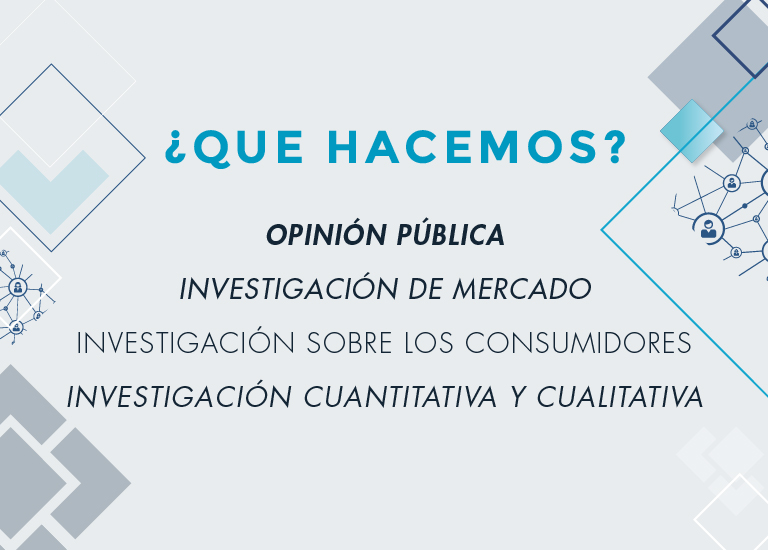 ¿QUE HACEMOS?
OPINIÓN PÚBLICA
INVESTIGACIÓN DE MERCADO
INVESTIGACIÓN SOBRE LOS CONSUMIDORES
INVESTIGACIÓN CUANTITATIVA Y CUALITATIVA